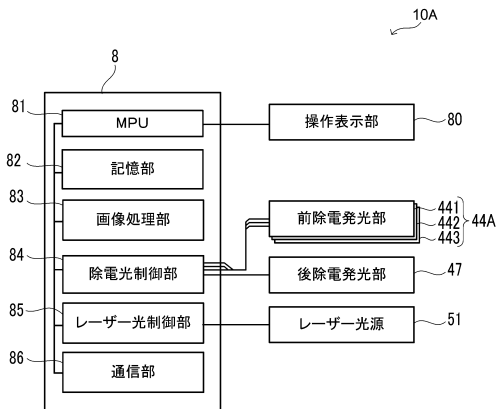 10A
8
81
MPU
操作表示部
80
82
記憶部
83
画像処理部
前除電発光部
441
442
443
44A
84
除電光制御部
後除電発光部
47
85
レーザー光制御部
レーザー光源
51
86
通信部